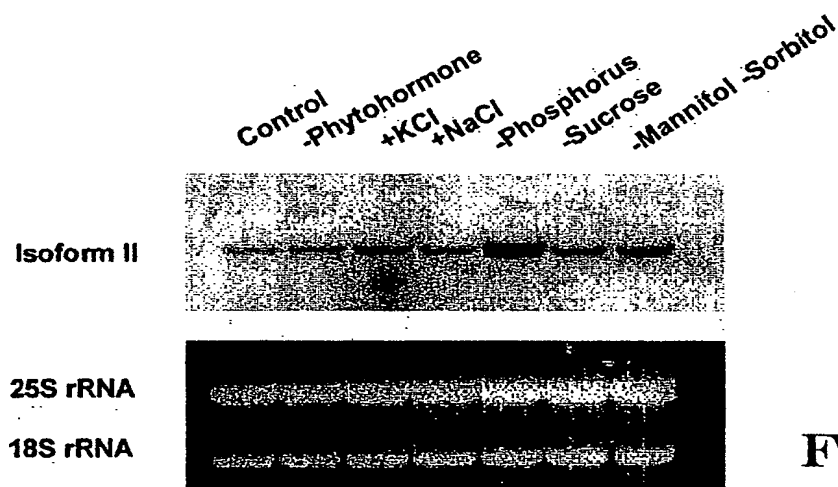 Control
-Phytohormone
+KCl
+NaCl
-Phosphorus
-Sucrose
-Mannitol -Sorbitol
Isoform II
25S rRNA
18S rRNA
F